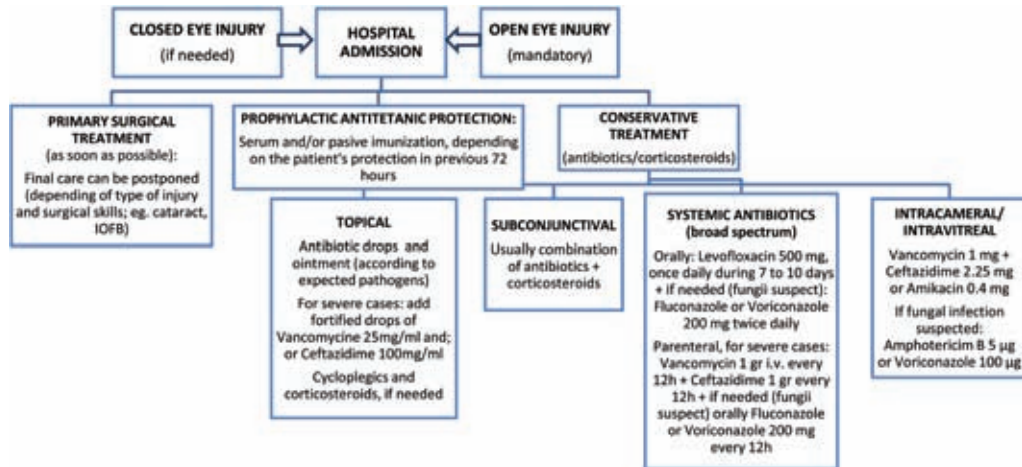 CLOSED EYE INJURY
(if needed)
HOSPITAL
ADMISSION
OPEN EYE INJURY
(mandatory)
PRIMARY SURGICAL
TREATMENT
(as soon as possible):
Final care can be postponed
(depending of type of injury
and surgical skills; eg. cataract,
IOFB)
PROPHYLACTIC ANTITETANIC PROTECTION:
Serum and/or pasive imunization, depending
on the patient's protection in previous 72
hours
CONSERVATIVE
TREATMENT
(antibiotics/corticosteroids)
TOPICAL
Antibiotic drops and
ointment (according to
expected pathogens)
For severe cases: add
fortified drops of
Vancomycine 25mg/ml and;
or Ceftazidime 100mg/ml
Cycloplegics and
corticosteroids, if needed
SUBCONJUNCTIVAL
Usually combination
of antibiotics +
corticosteroids
SYSTEMIC ANTIBIOTICS
(broad spectrum)
Orally: Levofloxacin 500 mg,
once daily during 7 to 10 days
+ if needed (fungii suspect):
Fluconazole or Voriconazole
200 mg twice daily
Parenteral, for severe cases:
Vancomycin 1 gr i.v. every
12h + Ceftazidime 1 gr every
12h + if needed (fungii
suspect) orally Fluconazole
or Voriconazole 200 mg
every 12h
INTRACAMERAL/
INTRAVITREAL
Vancomycin 1 mg +
Ceftazidime 2.25 mg
or Amikacin 0.4 mg
If fungal infection
suspected:
Amphotericim B 5 µg
or Voriconazole 100 µg